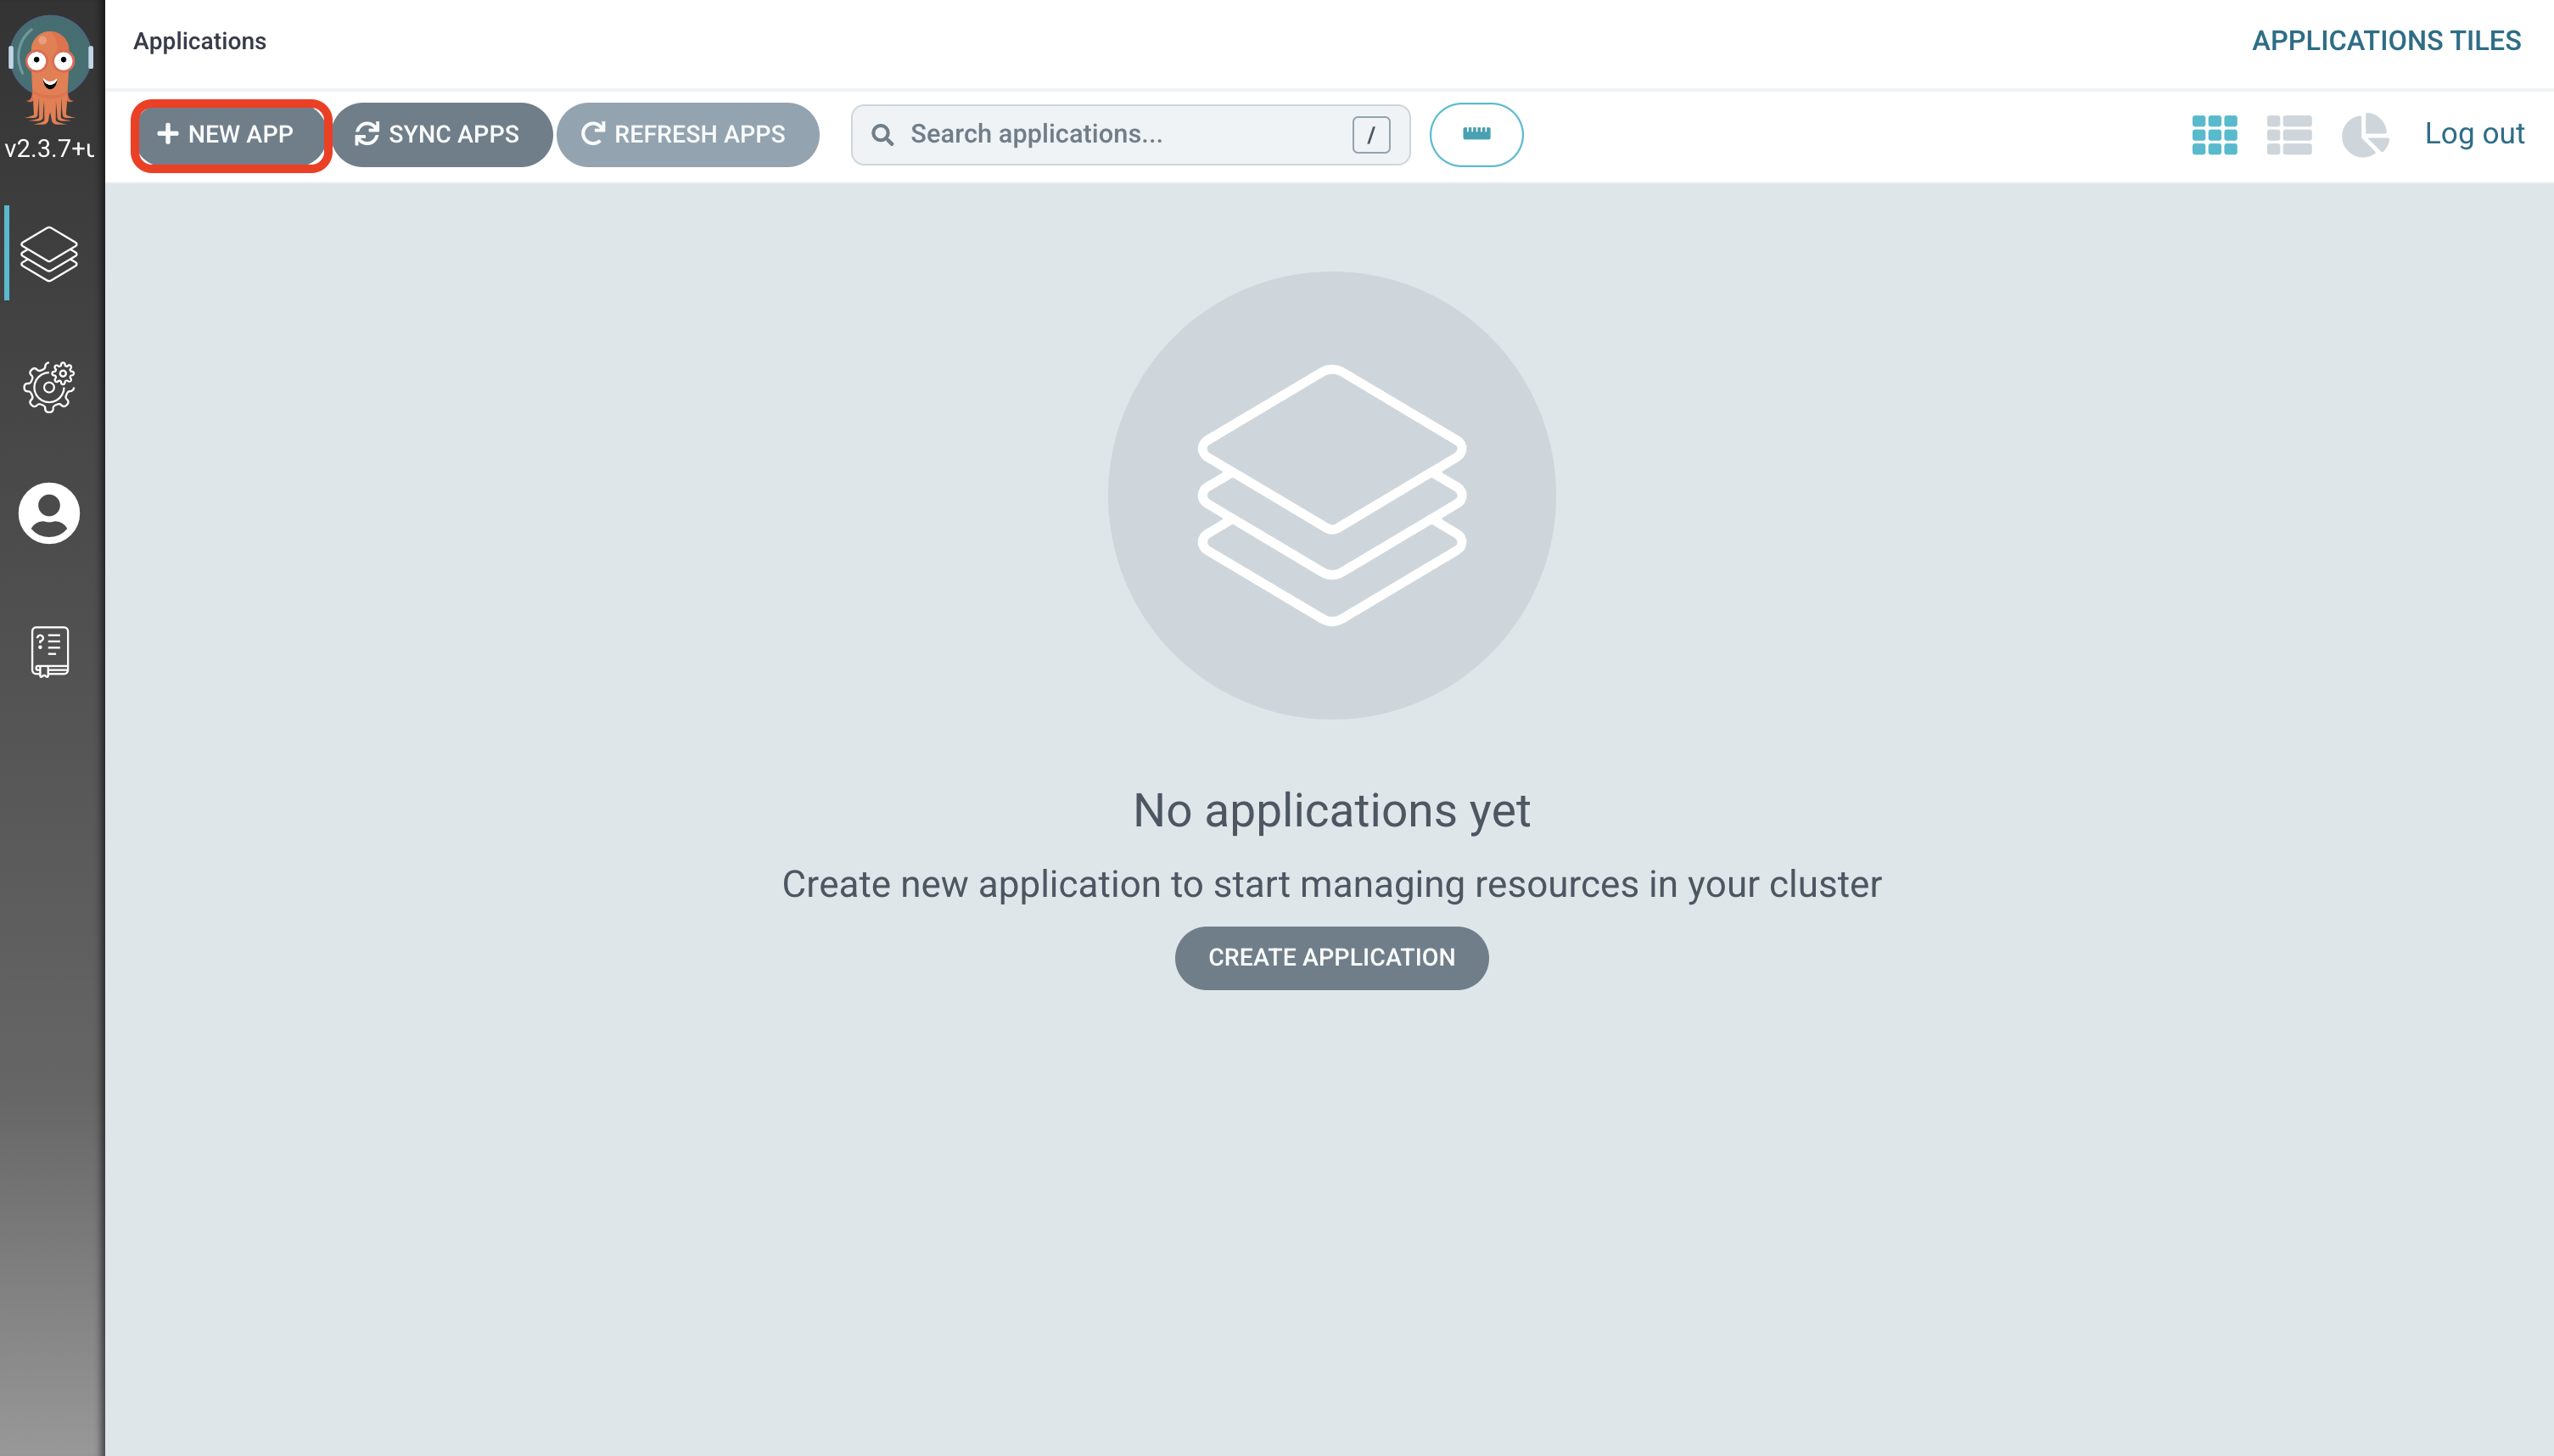 Applications
APPLICATIONS TILES
v2.3.7+u
NEW APP
SYNC APPS
REFRESH APPS
Search applications...
/
Log out
No applications yet
Create new application to start managing resources in your cluster
CREATE APPLICATION